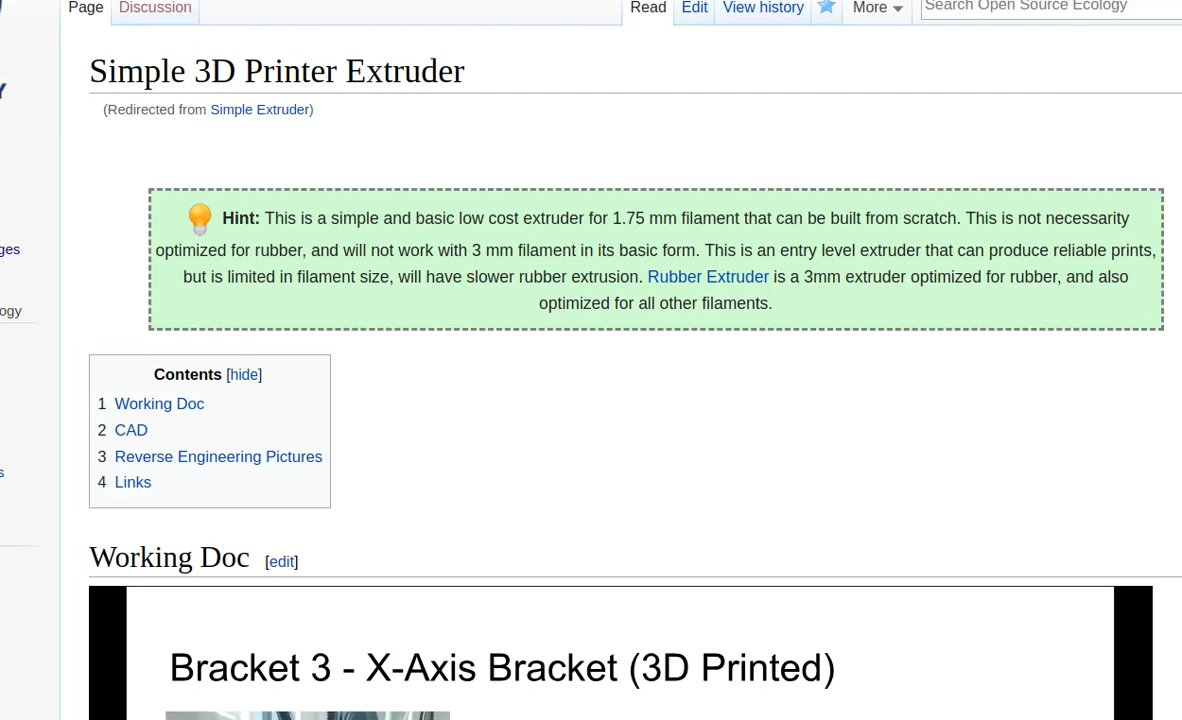 Page Discussion Read Edit View history More Search Open Source Ecology
Simple 3D Printer Extruder
(Redirected from Simple Extruder)
Hint: This is a simple and basic low cost extruder for 1.75 mm filament that can be built from scratch. This is not necessarity
optimized for rubber, and will not work with 3 mm filament in its basic form. This is an entry level extruder that can produce reliable prints,
but is limited in filament size, will have slower rubber extrusion. Rubber Extruder is a 3mm extruder optimized for rubber, and also
optimized for all other filaments.
Contents [hide]
1 Working Doc
2 CAD
3 Reverse Engineering Pictures
4 Links
Working Doc [edit]
Bracket 3 - X-Axis Bracket (3D Printed)